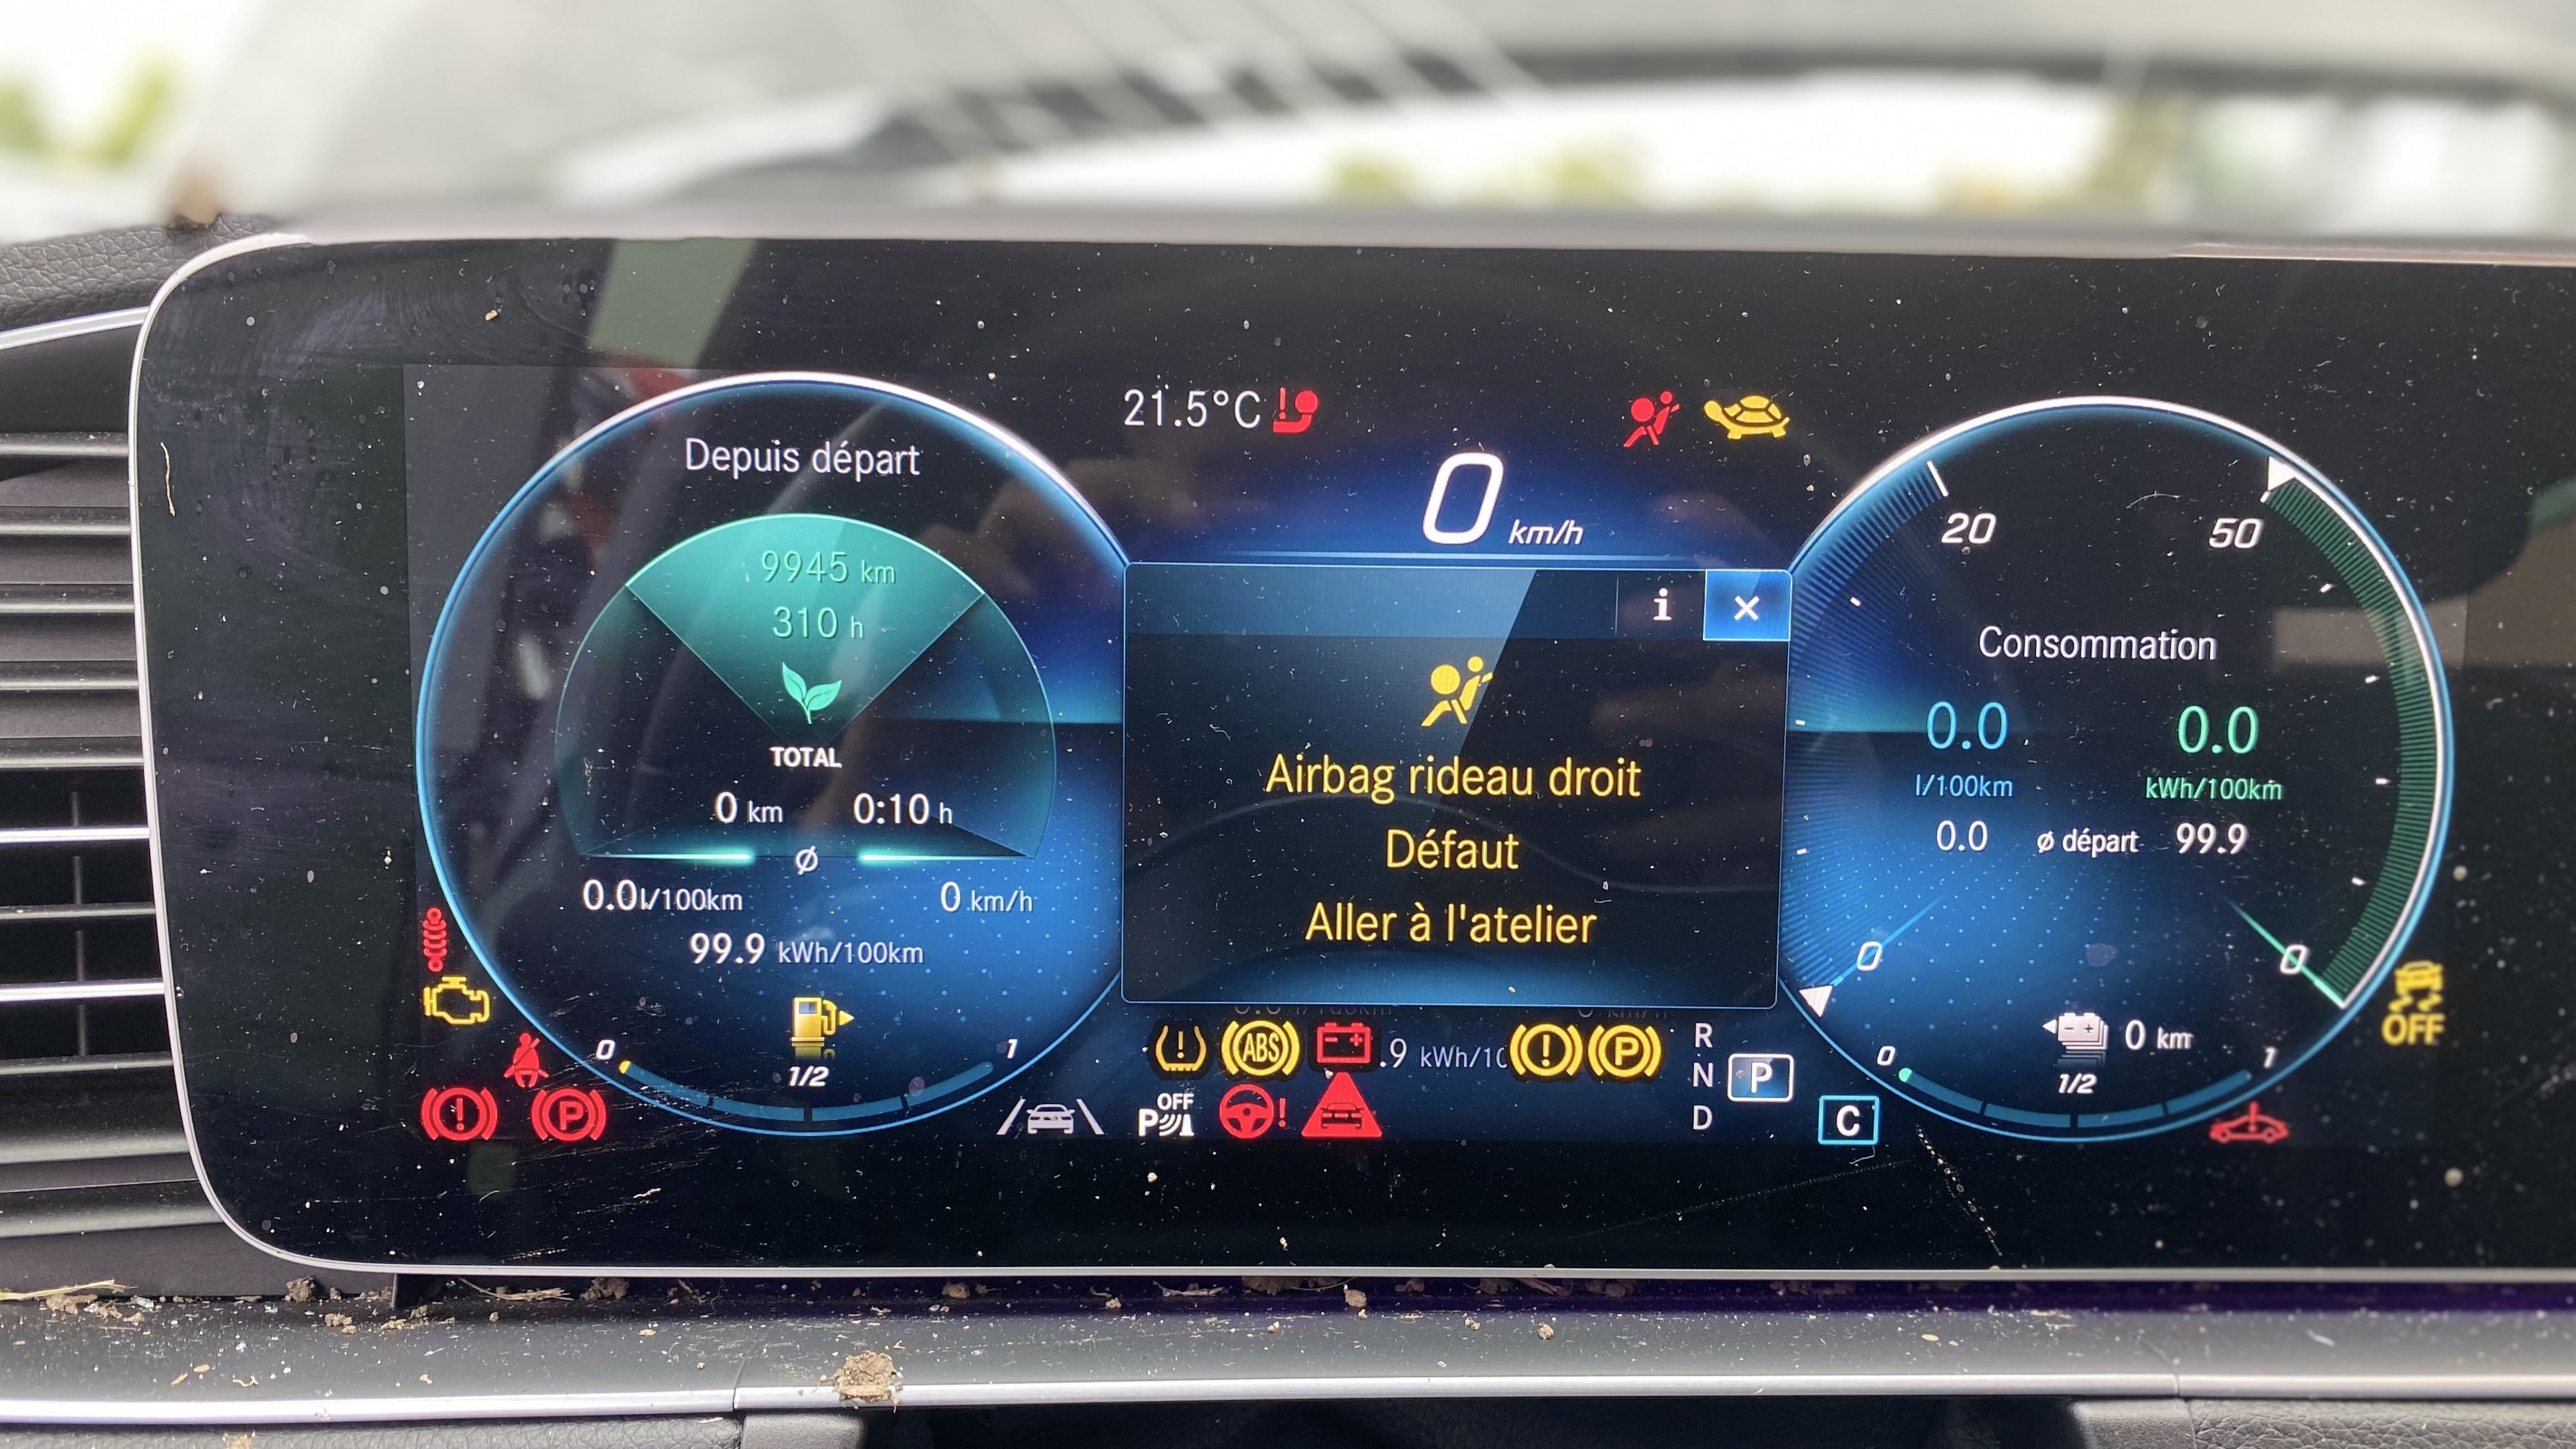 21.5°C
Depuis départ
9945 km
310 h
TOTAL
0 km 0:10 h
ø
0.0 l/100km 0 km/h
99.9 kWh/100km
0 1
1/2
0 km/h
i ×
Airbag rideau droit
Défaut
Aller à l'atelier
! ABS .9 kWh/10 ! P
! P
OFF
P !
R
N P
D
C
20 50
Consommation
0.0 0.0
l/100km kWh/100km
0.0 ø départ 99.9
0 0
0 km
0 1
1/2
OFF